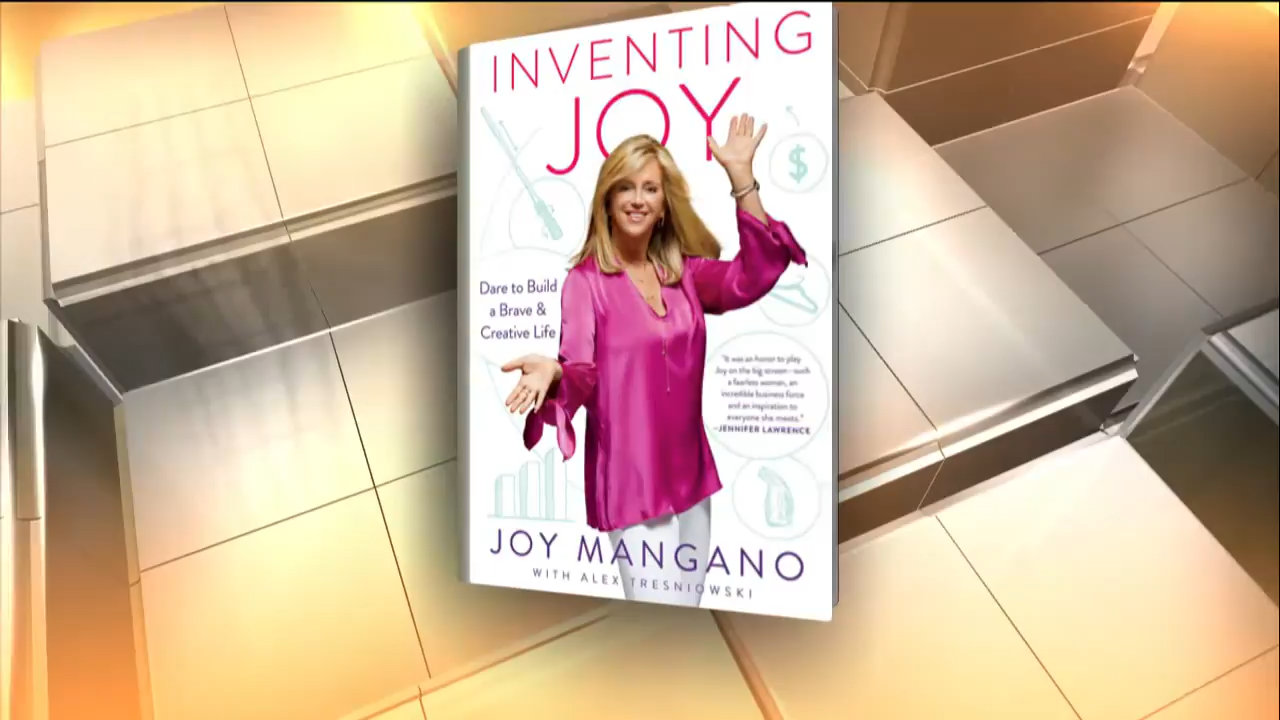 INVENTING
JOY
$
Dare to Build
a Brave &
Creative Life
"It was an honor to play
Joy on the big screen—such
a fearless woman, an
incredible business force
and an inspiration to
everyone she meets."
–JENNIFER LAWRENCE
JOY MANGANO
WITH ALEX TRESNIOWSKI